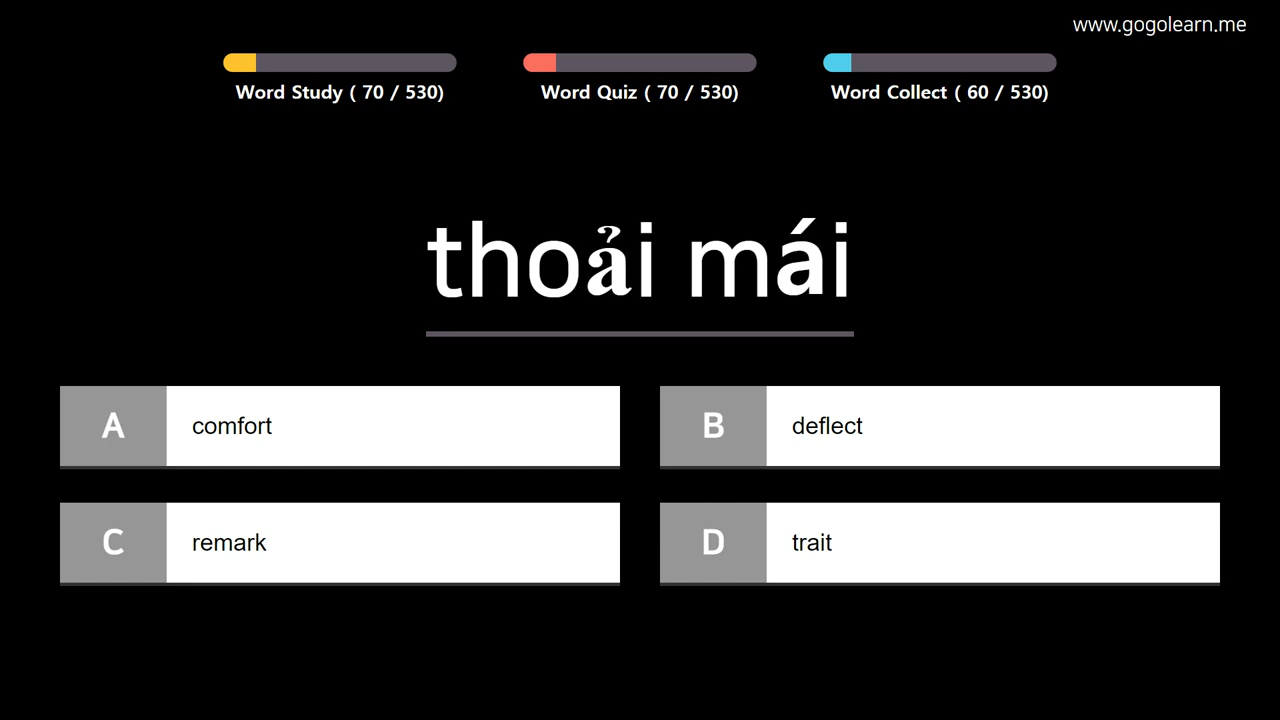 www.gogolearn.me
Word Study ( 70 / 530)
Word Quiz ( 70 / 530)
Word Collect ( 60 / 530)
thoải mái
A comfort
B deflect
C remark
D trait